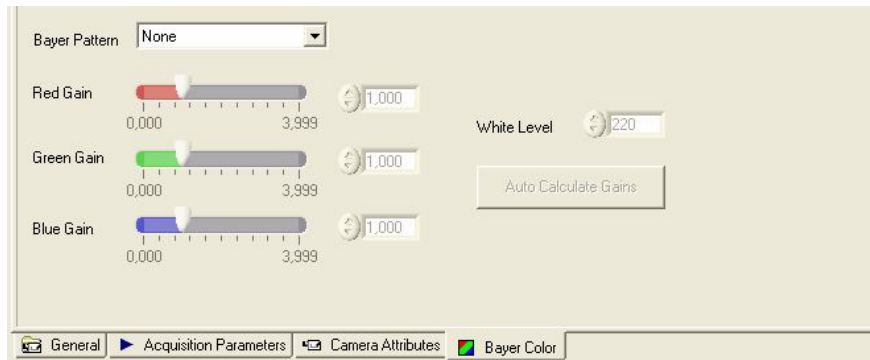 Bayer Pattern None
Red Gain 1,000
0,000 3,999
White Level 220
Green Gain 1,000
0,000 3,999
Auto Calculate Gains
Blue Gain 1,000
0,000 3,999
General Acquisition Parameters Camera Attributes Bayer Color